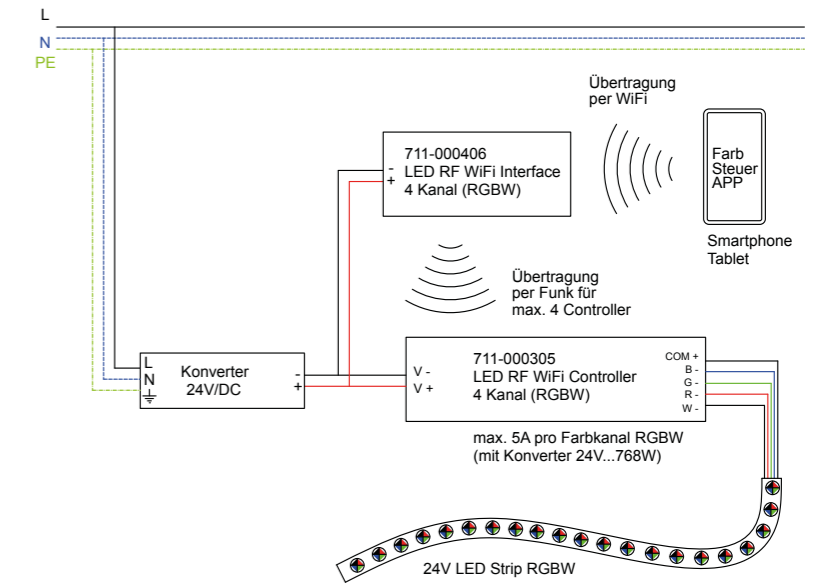 L
N
PE
Übertragung
per WiFi
711-000406
LED RF WiFi Interface
4 Kanal (RGBW)
-
+
Farb
Steuer
APP
Smartphone
Tablet
Übertragung
per Funk für
max. 4 Controller
L
N
Konverter
24V/DC
-
+
V -
V +
711-000305
LED RF WiFi Controller
4 Kanal (RGBW)
COM +
B -
G -
R -
W -
max. 5A pro Farbkanal RGBW
(mit Konverter 24V...768W)
24V LED Strip RGBW